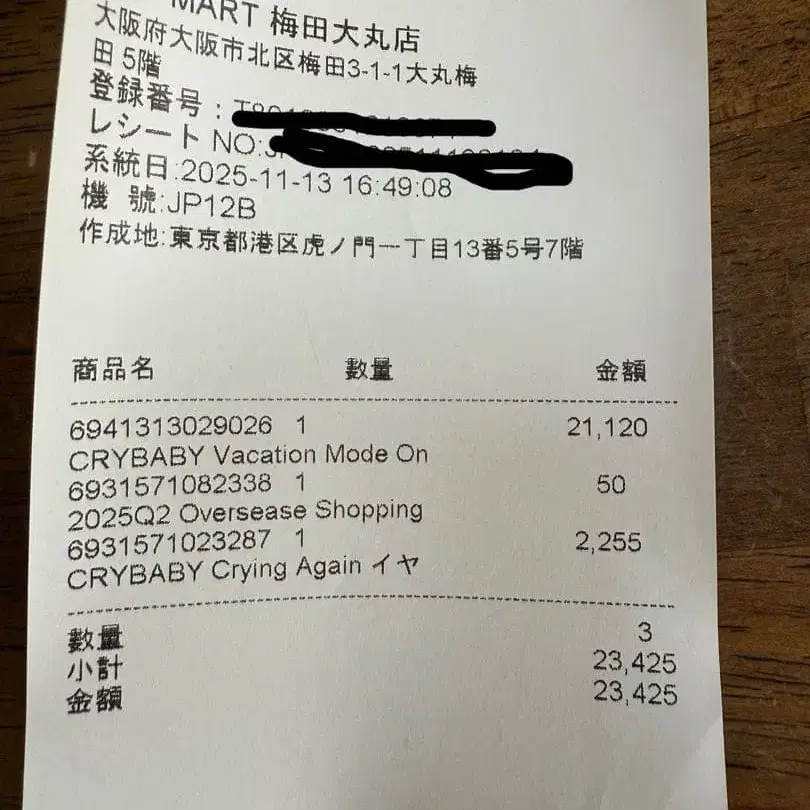 MART 梅田大丸店
大阪府大阪市北区梅田3-1-1大丸梅
田 5階
登録番号:
レシート NO:
系統日:2025-11-13 16:49:08
機 號:JP12B
作成地:東京都港区虎ノ門一丁目13番5号7階
商品名 數量 金額
6941313029026 1 21,120
CRYBABY Vacation Mode On
6931571082338 1 50
2025Q2 Oversease Shopping
6931571023287 1 2,255
CRYBABY Crying Again イヤ
數量 3
小計 23,425
金額 23,425